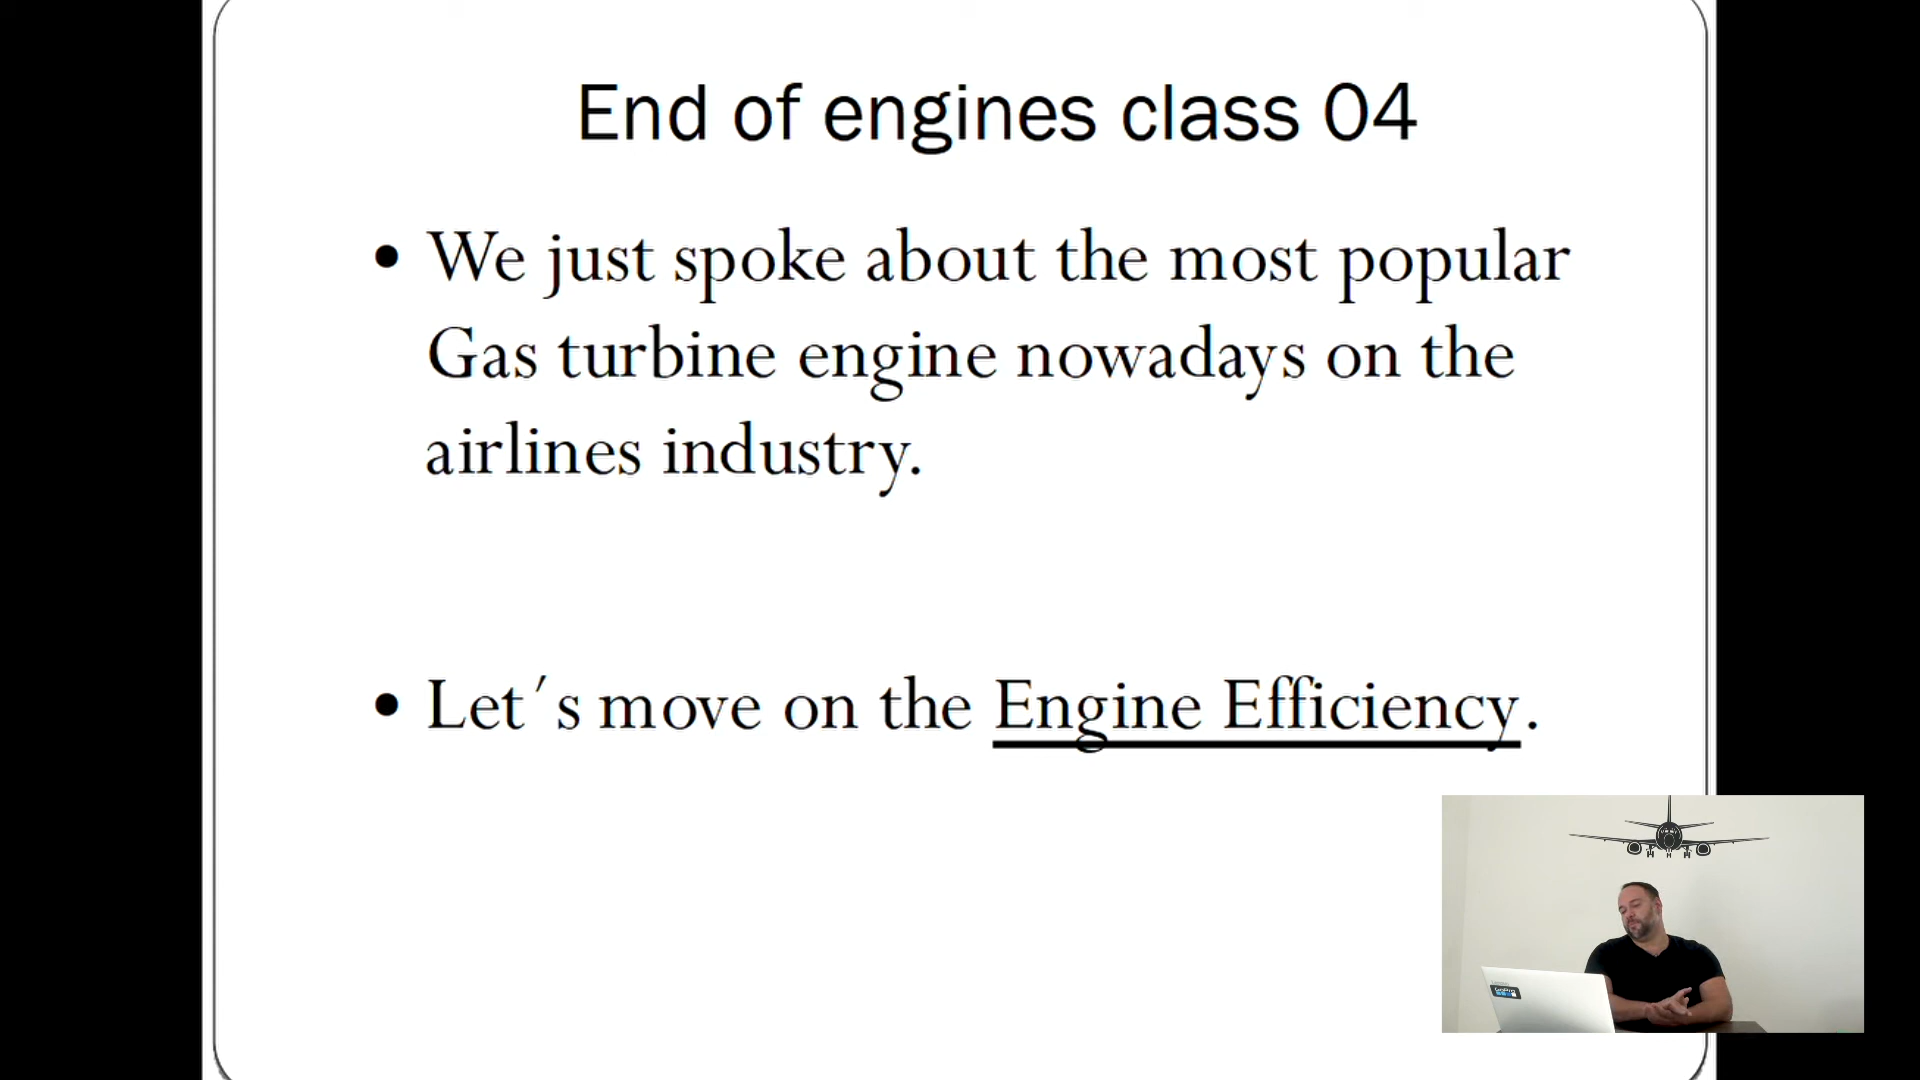 End of engines class 04
• We just spoke about the most popular
Gas turbine engine nowadays on the
airlines industry.
• Let´s move on the Engine Efficiency.